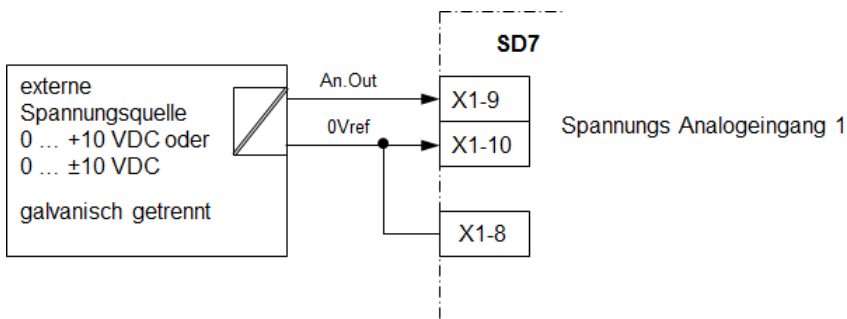 SD7
externe
Spannungsquelle
0 ... +10 VDC oder
0 ... ±10 VDC
galvanisch getrennt
An.Out
0Vref
X1-9
X1-10
X1-8
Spannungs Analogeingang 1